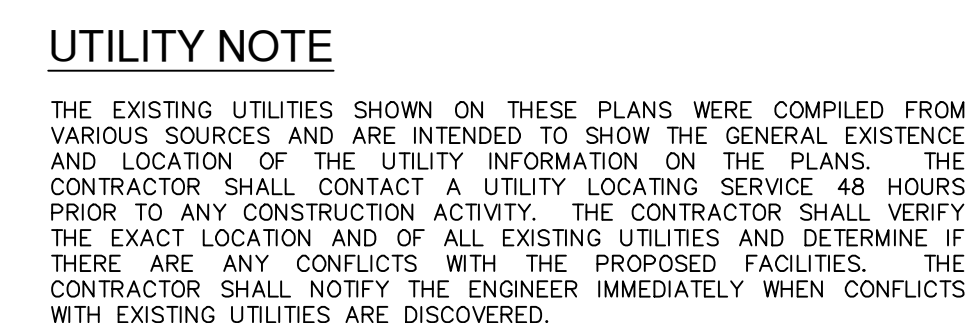 UTILITY NOTE
THE EXISTING UTILITIES SHOWN ON THESE PLANS WERE COMPILED FROM
VARIOUS SOURCES AND ARE INTENDED TO SHOW THE GENERAL EXISTENCE
AND LOCATION OF THE UTILITY INFORMATION ON THE PLANS. THE
CONTRACTOR SHALL CONTACT A UTILITY LOCATING SERVICE 48 HOURS
PRIOR TO ANY CONSTRUCTION ACTIVITY. THE CONTRACTOR SHALL VERIFY
THE EXACT LOCATION AND OF ALL EXISTING UTILITIES AND DETERMINE IF
THERE ARE ANY CONFLICTS WITH THE PROPOSED FACILITIES. THE
CONTRACTOR SHALL NOTIFY THE ENGINEER IMMEDIATELY WHEN CONFLICTS
WITH EXISTING UTILITIES ARE DISCOVERED.